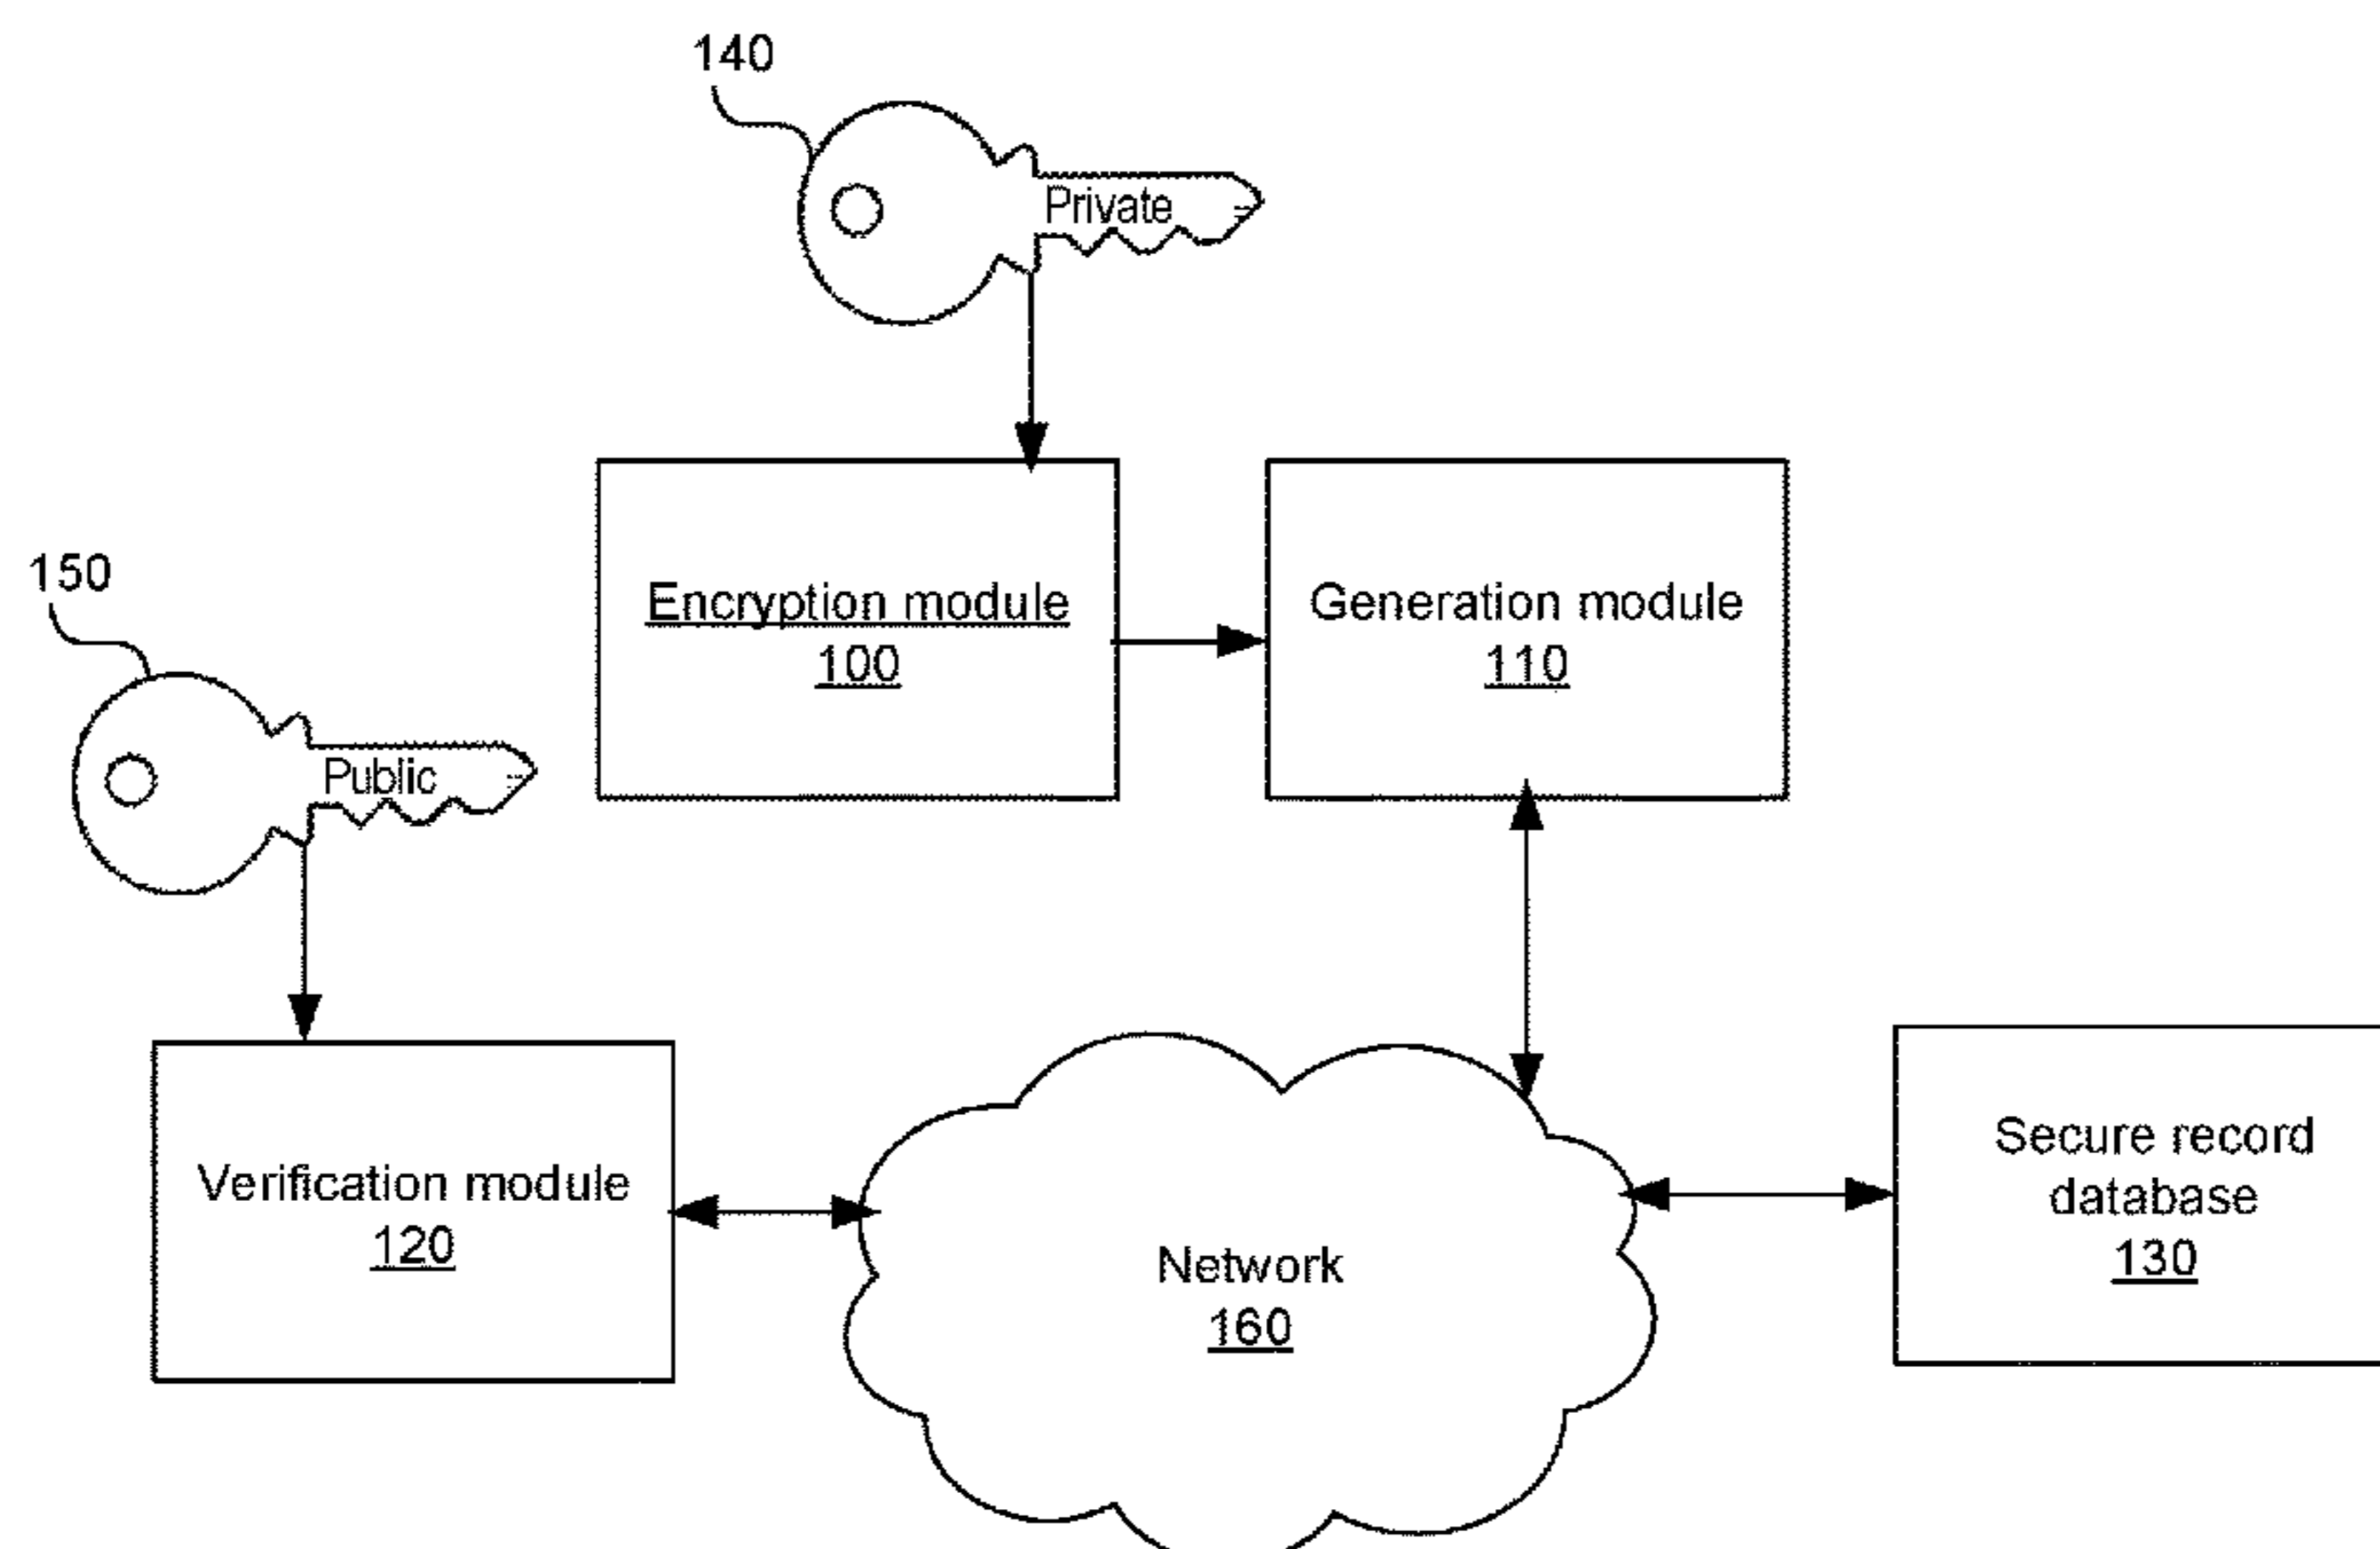 140
Private
150
Public
Encryption module
100
Generation module
110
Verification module
120
Network
160
Secure record
database
130